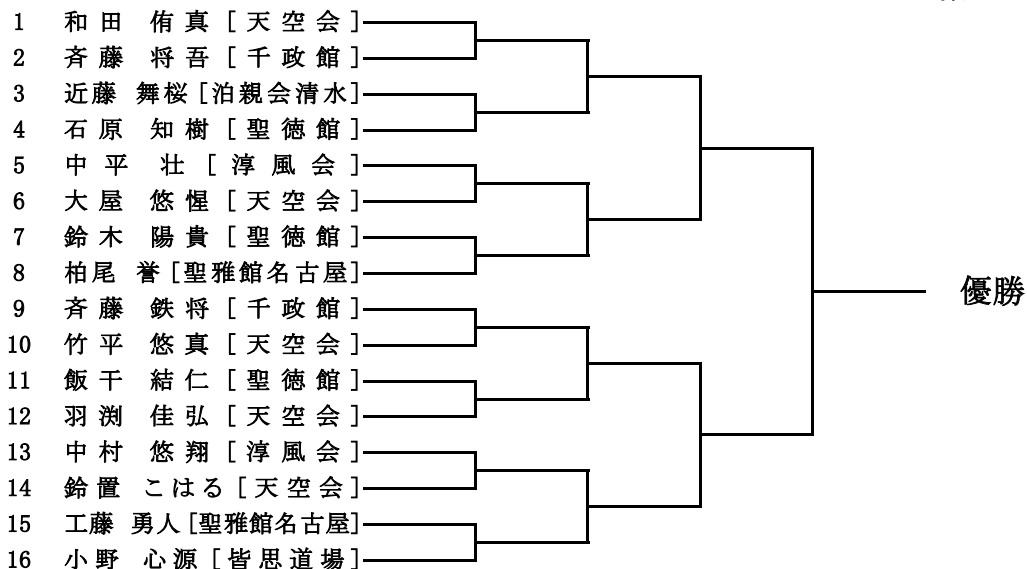 1 和田 侑真 [天空会]
2 斉藤 将吾 [千政館]
3 近藤 舞桜 [泊親会清水]
4 石原 知樹 [聖徳館]
5 中平 壮 [淳風会]
6 大屋 悠惺 [天空会]
7 鈴木 陽貴 [聖徳館]
8 柏尾 誉 [聖雅館名古屋]
優勝
9 斉藤 鉄将 [千政館]
10 竹平 悠真 [天空会]
11 飯干 結仁 [聖徳館]
12 羽渕 佳弘 [天空会]
13 中村 悠翔 [淳風会]
14 鈴置 こはる [天空会]
15 工藤 勇人 [聖雅館名古屋]
16 小野 心源 [皆思道場]